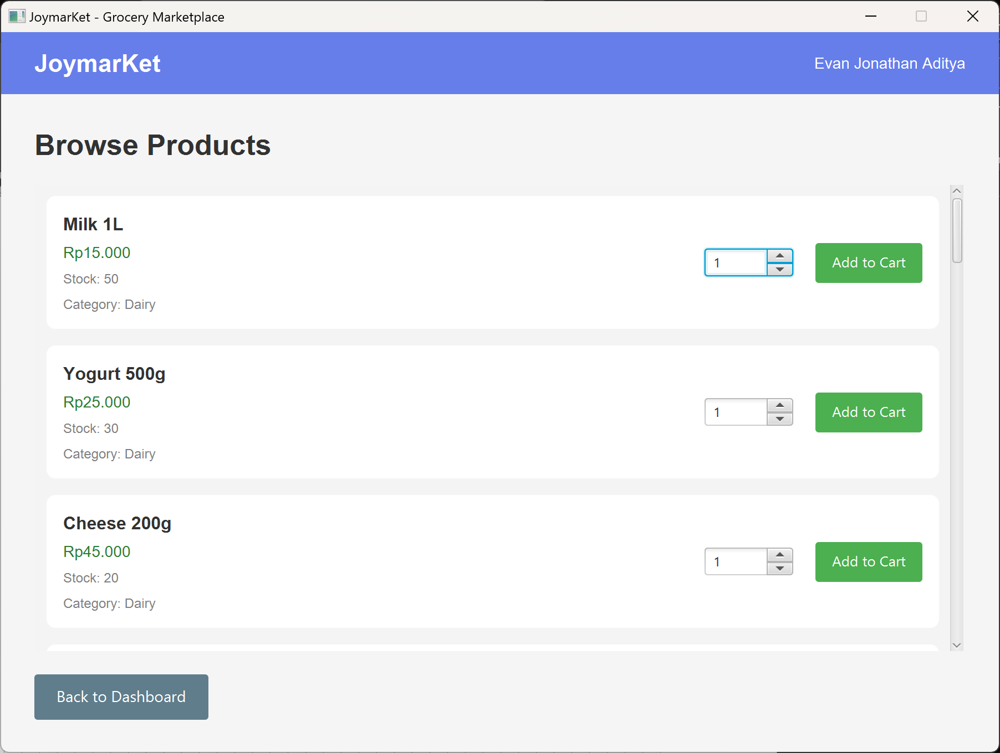 JoymarKet - Grocery Marketplace
JoymarKet
Evan Jonathan Aditya
Browse Products
Milk 1L
Rp15.000
Stock: 50
Category: Dairy
1
Add to Cart
Yogurt 500g
Rp25.000
Stock: 30
Category: Dairy
1
Add to Cart
Cheese 200g
Rp45.000
Stock: 20
Category: Dairy
1
Add to Cart
Back to Dashboard